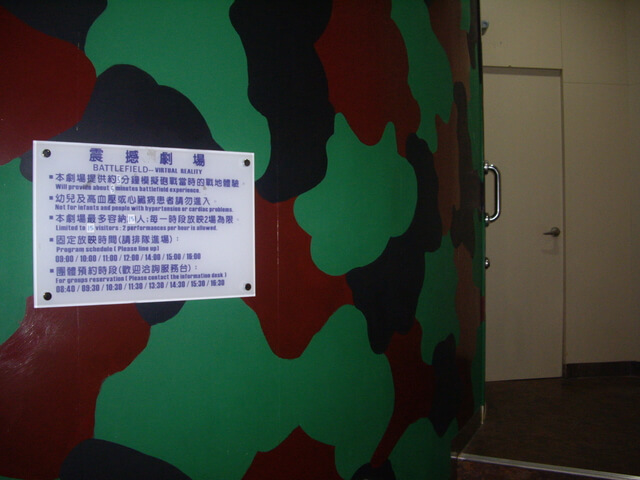 震撼劇場
BATTLEFIELD－VIRTUAL REALITY
■本劇場提供約 分鐘模擬砲戰當時的戰地體驗。
Will provide about minutes battlefield experience.
■幼兒及高血壓或心臟病患者請勿進入。
Not for infants and people with hypertension or cardiac problems.
■本劇場最多容納15人；每一時段放映2場為限。
Limited to 15 visitors ; 2 performances per hour is allowed.
■固定放映時間(請排隊進場)：
Program schedule ( Please line up)
09:00 / 10:00 / 11:00 / 12:00 / 14:00 / 15:00 / 16:00
■團體預約時段(歡迎洽詢服務台)：
For groups reservation ( Please contact the information desk )
08:40 / 09:30 / 10:30 / 11:30 / 13:30 / 14:30 / 15:30 / 16:30